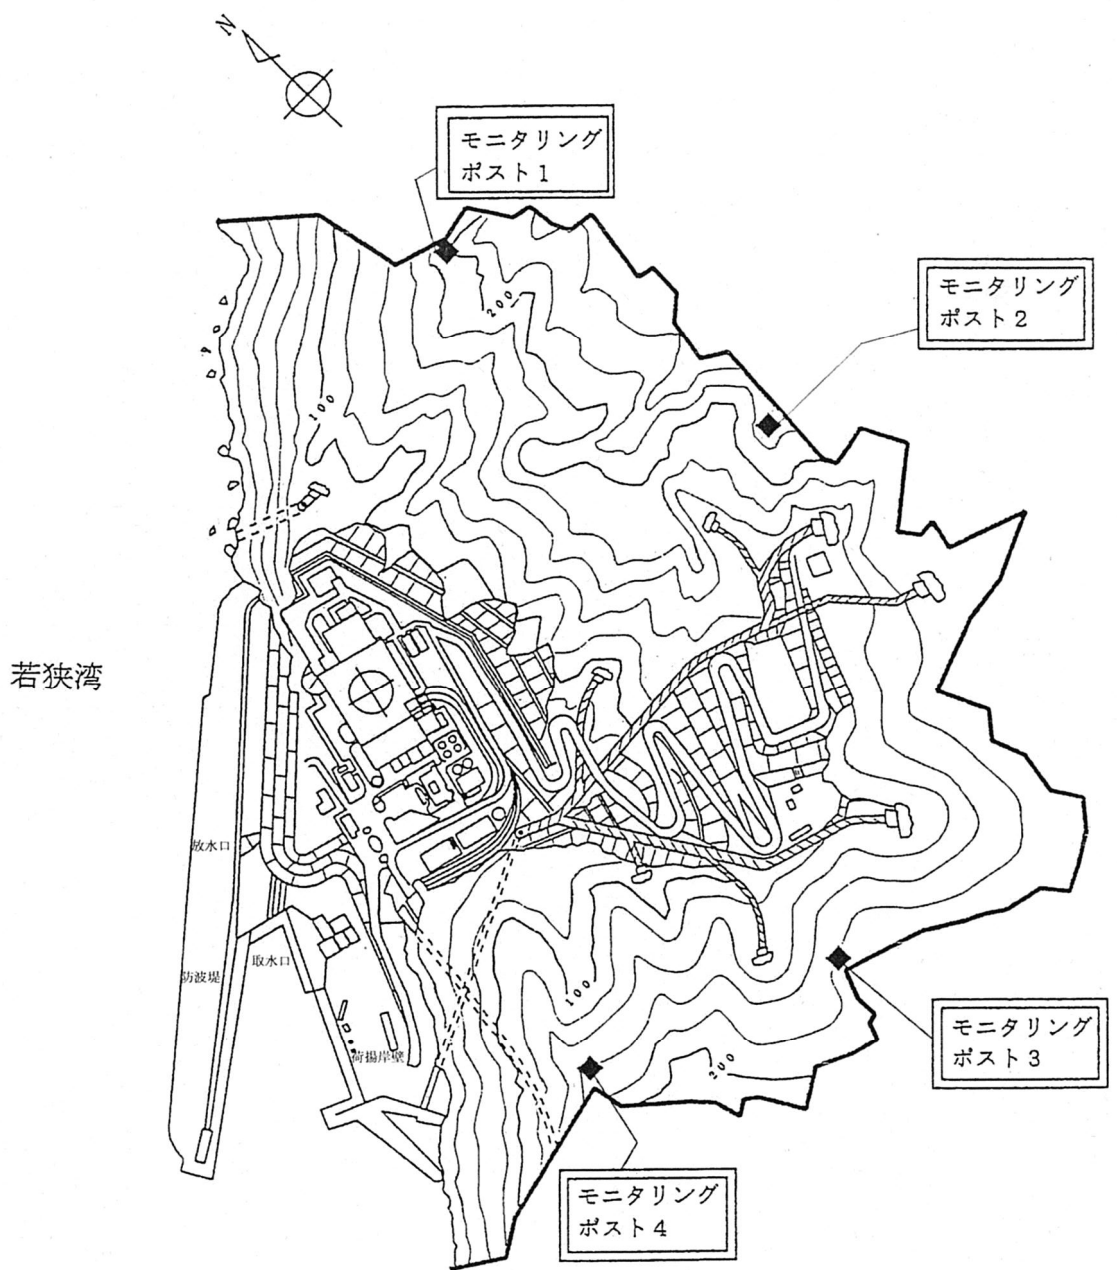 N
モニタリング
ポスト1
モニタリング
ポスト2
200
100
若狭湾
放水口
取水口
防波堤
荷揚岸壁
100
200
モニタリング
ポスト3
モニタリング
ポスト4